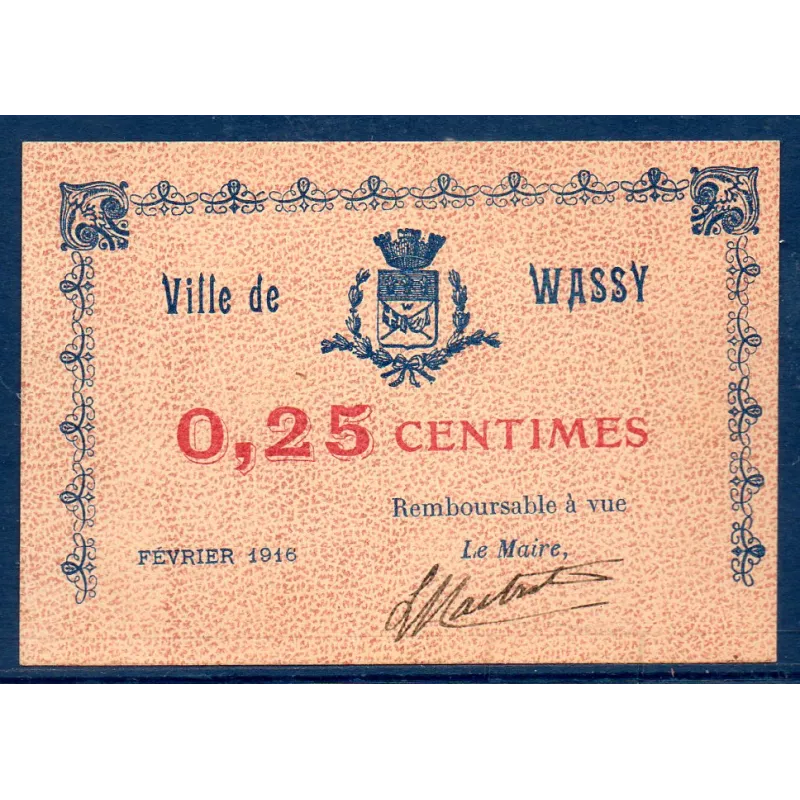 Ville de WASSY
W
0,25 CENTIMES
Remboursable à vue
FÉVRIER 1916 Le Maire,